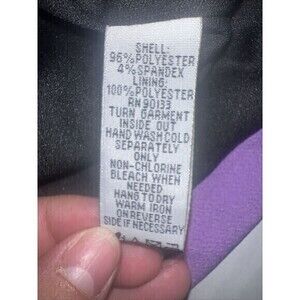 SHELL:
96% POLYESTER
4% SPANDEX
LINING:
100% POLYESTER
RN 90133
TURN GARMENT
INSIDE OUT
HAND WASH COLD
SEPARATELY
ONLY
NON-CHLORINE
BLEACH WHEN
NEEDED
HANG TO DRY
WARM IRON
ON REVERSE
SIDE IF NECESSARY